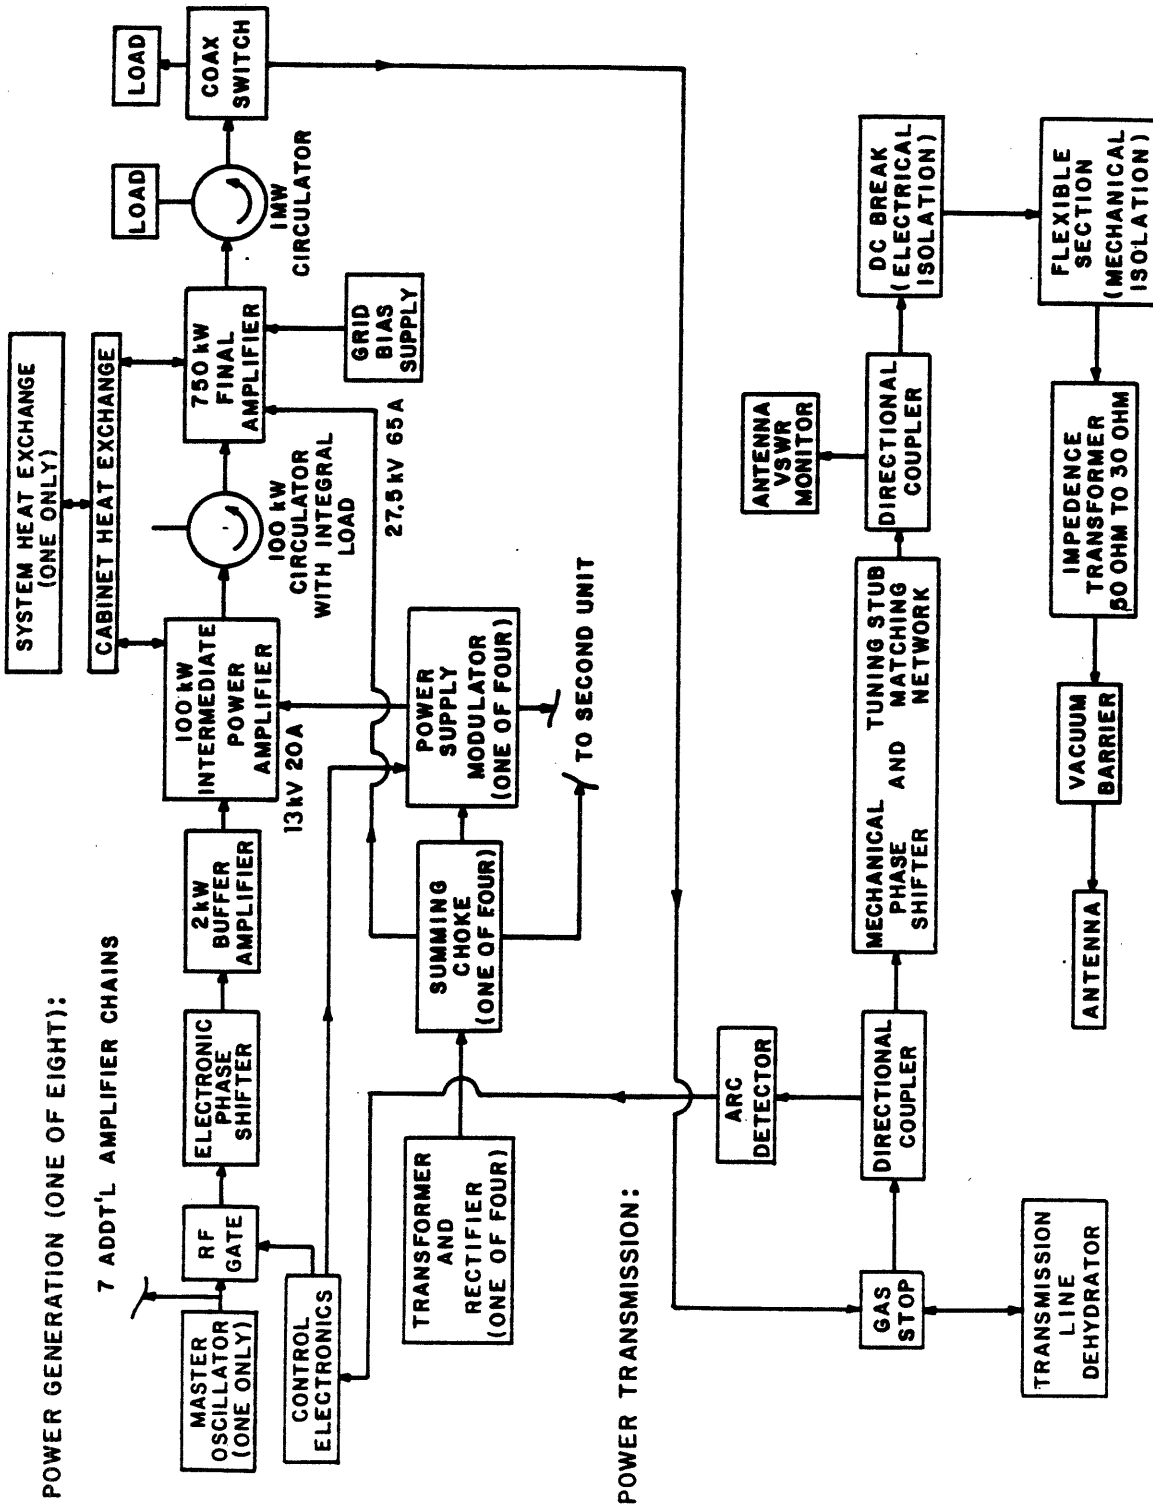 POWER GENERATION (ONE OF EIGHT):
7 ADDT'L AMPLIFIER CHAINS
MASTER
OSCILLATOR
(ONE ONLY)
RF
GATE
ELECTRONIC
PHASE
SHIFTER
2 kW
BUFFER
AMPLIFIER
100 kW
INTERMEDIATE
POWER
AMPLIFIER
13 kV 20 A
SYSTEM HEAT EXCHANGE
(ONE ONLY)
CABINET HEAT EXCHANGE
100 kW
CIRCULATOR
WITH INTEGRAL
LOAD
750 kW
FINAL
AMPLIFIER
27.5 kV 65 A
GRID
BIAS
SUPPLY
LOAD
1MW
CIRCULATOR
LOAD
COAX
SWITCH
CONTROL
ELECTRONICS
TRANSFORMER
AND
RECTIFIER
(ONE OF FOUR)
SUMMING
CHOKE
(ONE OF FOUR)
POWER
SUPPLY
MODULATOR
(ONE OF FOUR)
TO SECOND UNIT
POWER TRANSMISSION:
ARC
DETECTOR
GAS
STOP
TRANSMISSION
LINE
DEHYDRATOR
DIRECTIONAL
COUPLER
MECHANICAL TUNING STUB
PHASE AND MATCHING
SHIFTER NETWORK
ANTENNA
VSWR
MONITOR
DIRECTIONAL
COUPLER
DC BREAK
(ELECTRICAL
ISOLATION)
FLEXIBLE
SECTION
(MECHANICAL
ISOLATION)
IMPEDENCE
TRANSFORMER
50 OHM TO 30 OHM
VACUUM
BARRIER
ANTENNA